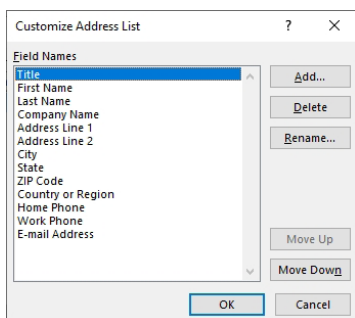 Customize Address List ? ×
Field Names
Title
First Name
Last Name
Company Name
Address Line 1
Address Line 2
City
State
ZIP Code
Country or Region
Home Phone
Work Phone
E-mail Address
Add...
Delete
Rename...
Move Up
Move Down
OK Cancel